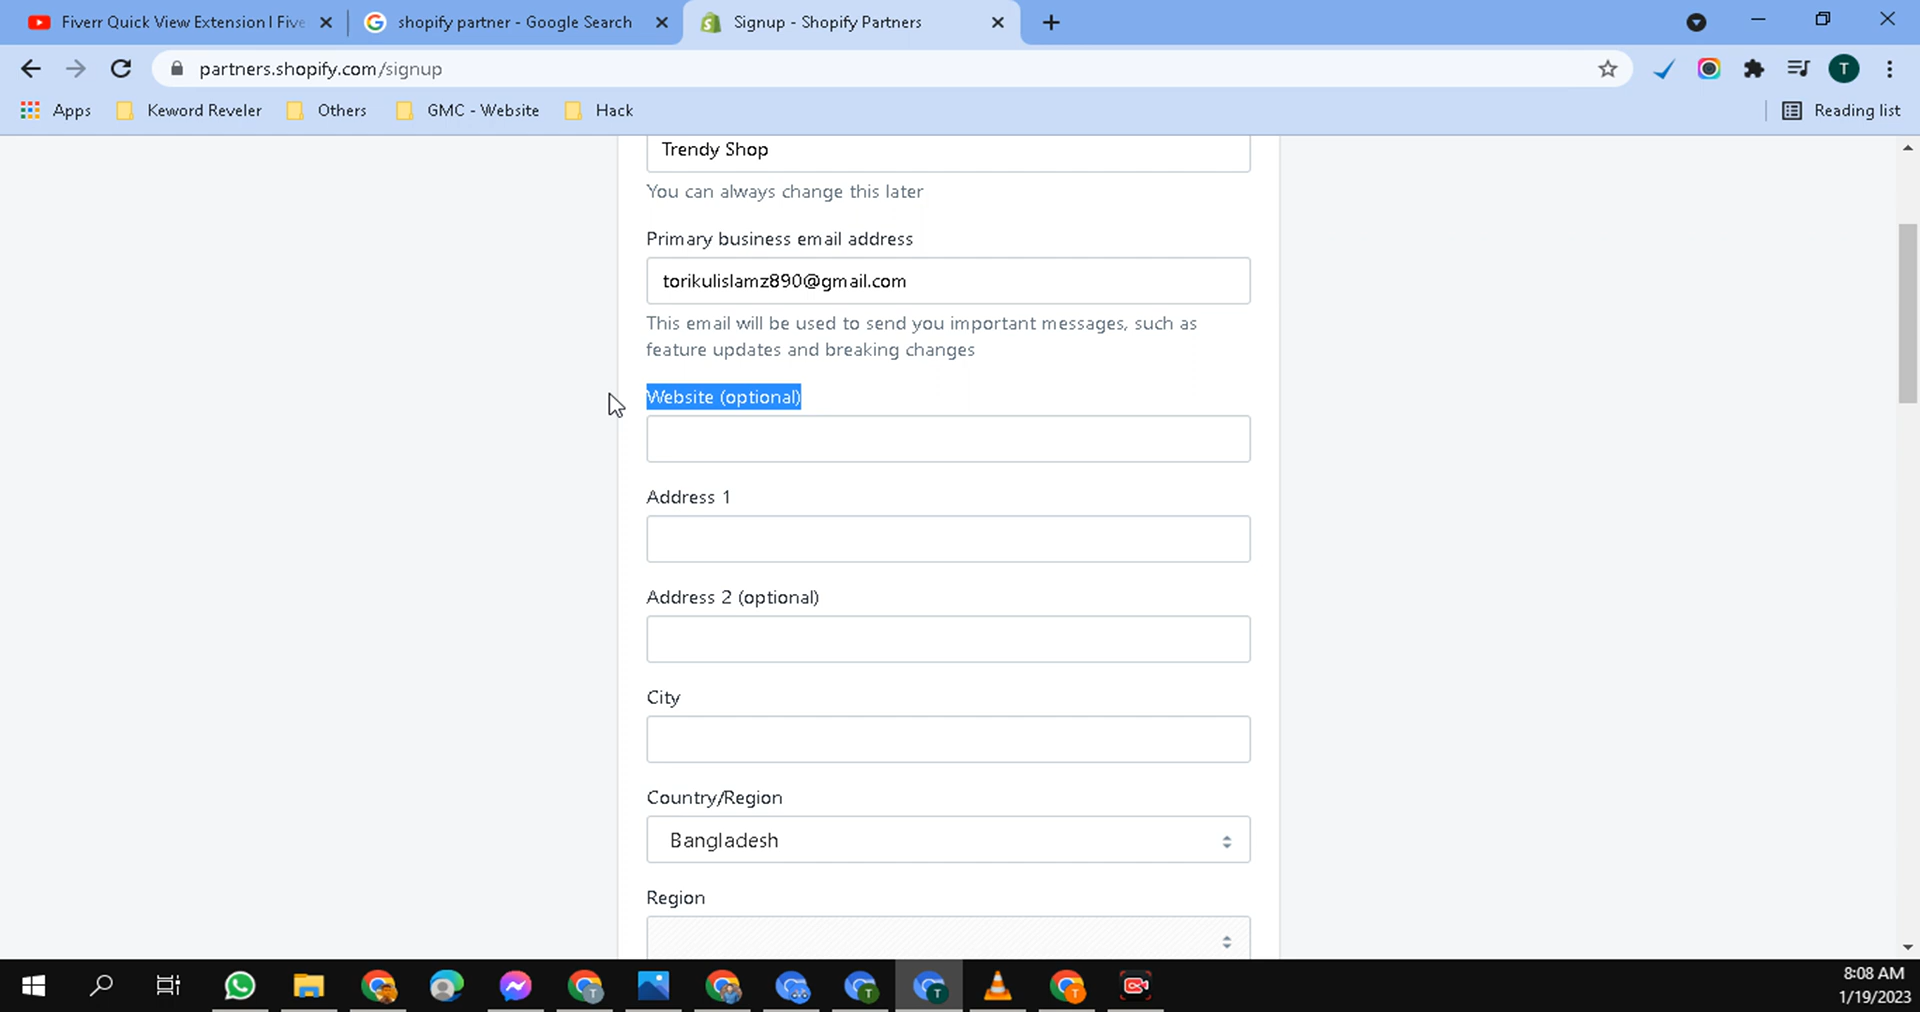 Fiverr Quick View Extension I Five
shopify partner - Google Search
Signup - Shopify Partners
partners.shopify.com/signup
T
Apps
Keword Reveler
Others
GMC - Website
Hack
Reading list
Trendy Shop
You can always change this later
Primary business email address
torikulislamz890@gmail.com
This email will be used to send you important messages, such as
feature updates and breaking changes
Website (optional)
Address 1
Address 2 (optional)
City
Country/Region
Bangladesh
Region
T
T
T
T
8:08 AM
1/19/2023